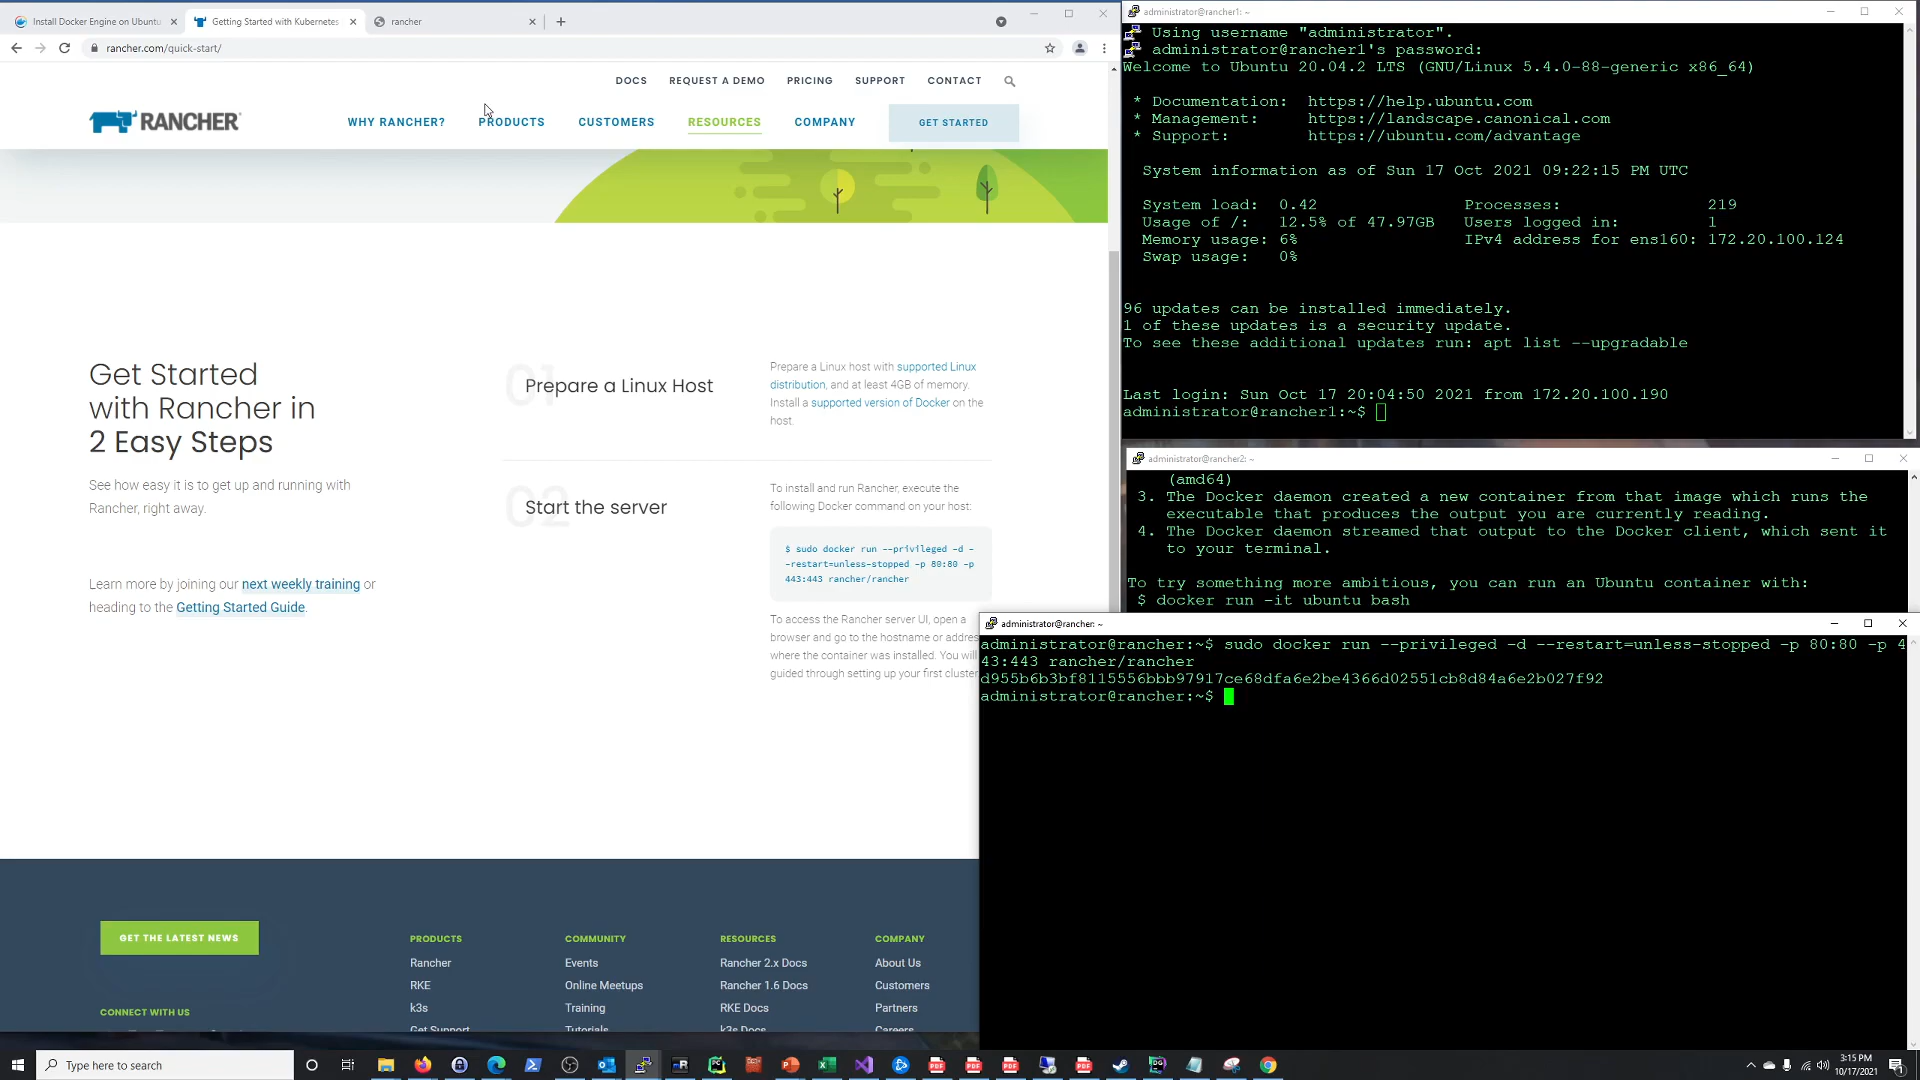 Install Docker Engine on Ubuntu
Getting Started with Kubernetes
rancher
rancher.com/quick-start/
DOCS
REQUEST A DEMO
PRICING
SUPPORT
CONTACT
RANCHER
WHY RANCHER?
PRODUCTS
CUSTOMERS
RESOURCES
COMPANY
GET STARTED
Get Started
with Rancher in
2 Easy Steps
See how easy it is to get up and running with
Rancher, right away.
Learn more by joining our next weekly training or
heading to the Getting Started Guide.
01
Prepare a Linux Host
Prepare a Linux host with supported Linux
distribution, and at least 4GB of memory.
Install a supported version of Docker on the
host.
02
Start the server
To install and run Rancher, execute the
following Docker command on your host:
$ sudo docker run --privileged -d -
-restart=unless-stopped -p 80:80 -p
443:443 rancher/rancher
To access the Rancher server UI, open a
browser and go to the hostname or addres
where the container was installed. You will
guided through setting up your first cluster
GET THE LATEST NEWS
CONNECT WITH US
PRODUCTS
Rancher
RKE
k3s
Get Support
COMMUNITY
Events
Online Meetups
Training
Tutorials
RESOURCES
Rancher 2.x Docs
Rancher 1.6 Docs
RKE Docs
k3s Docs
COMPANY
About Us
Customers
Partners
Careers
administrator@rancher1: ~
Using username "administrator".
administrator@rancher1's password:
Welcome to Ubuntu 20.04.2 LTS (GNU/Linux 5.4.0-88-generic x86_64)
* Documentation: https://help.ubuntu.com
* Management: https://landscape.canonical.com
* Support: https://ubuntu.com/advantage
System information as of Sun 17 Oct 2021 09:22:15 PM UTC
System load: 0.42 Processes: 219
Usage of /: 12.5% of 47.97GB Users logged in: 1
Memory usage: 6% IPv4 address for ens160: 172.20.100.124
Swap usage: 0%
96 updates can be installed immediately.
1 of these updates is a security update.
To see these additional updates run: apt list --upgradable
Last login: Sun Oct 17 20:04:50 2021 from 172.20.100.190
administrator@rancher1:~$
administrator@rancher2: ~
(amd64)
3. The Docker daemon created a new container from that image which runs the
executable that produces the output you are currently reading.
4. The Docker daemon streamed that output to the Docker client, which sent it
to your terminal.
To try something more ambitious, you can run an Ubuntu container with:
$ docker run -it ubuntu bash
administrator@rancher: ~
administrator@rancher:~$ sudo docker run --privileged -d --restart=unless-stopped -p 80:80 -p 4
43:443 rancher/rancher
d955b6b3bf8115556bbb97917ce68dfa6e2be4366d02551cb8d84a6e2b027f92
administrator@rancher:~$
Type here to search
3:15 PM
10/17/2021